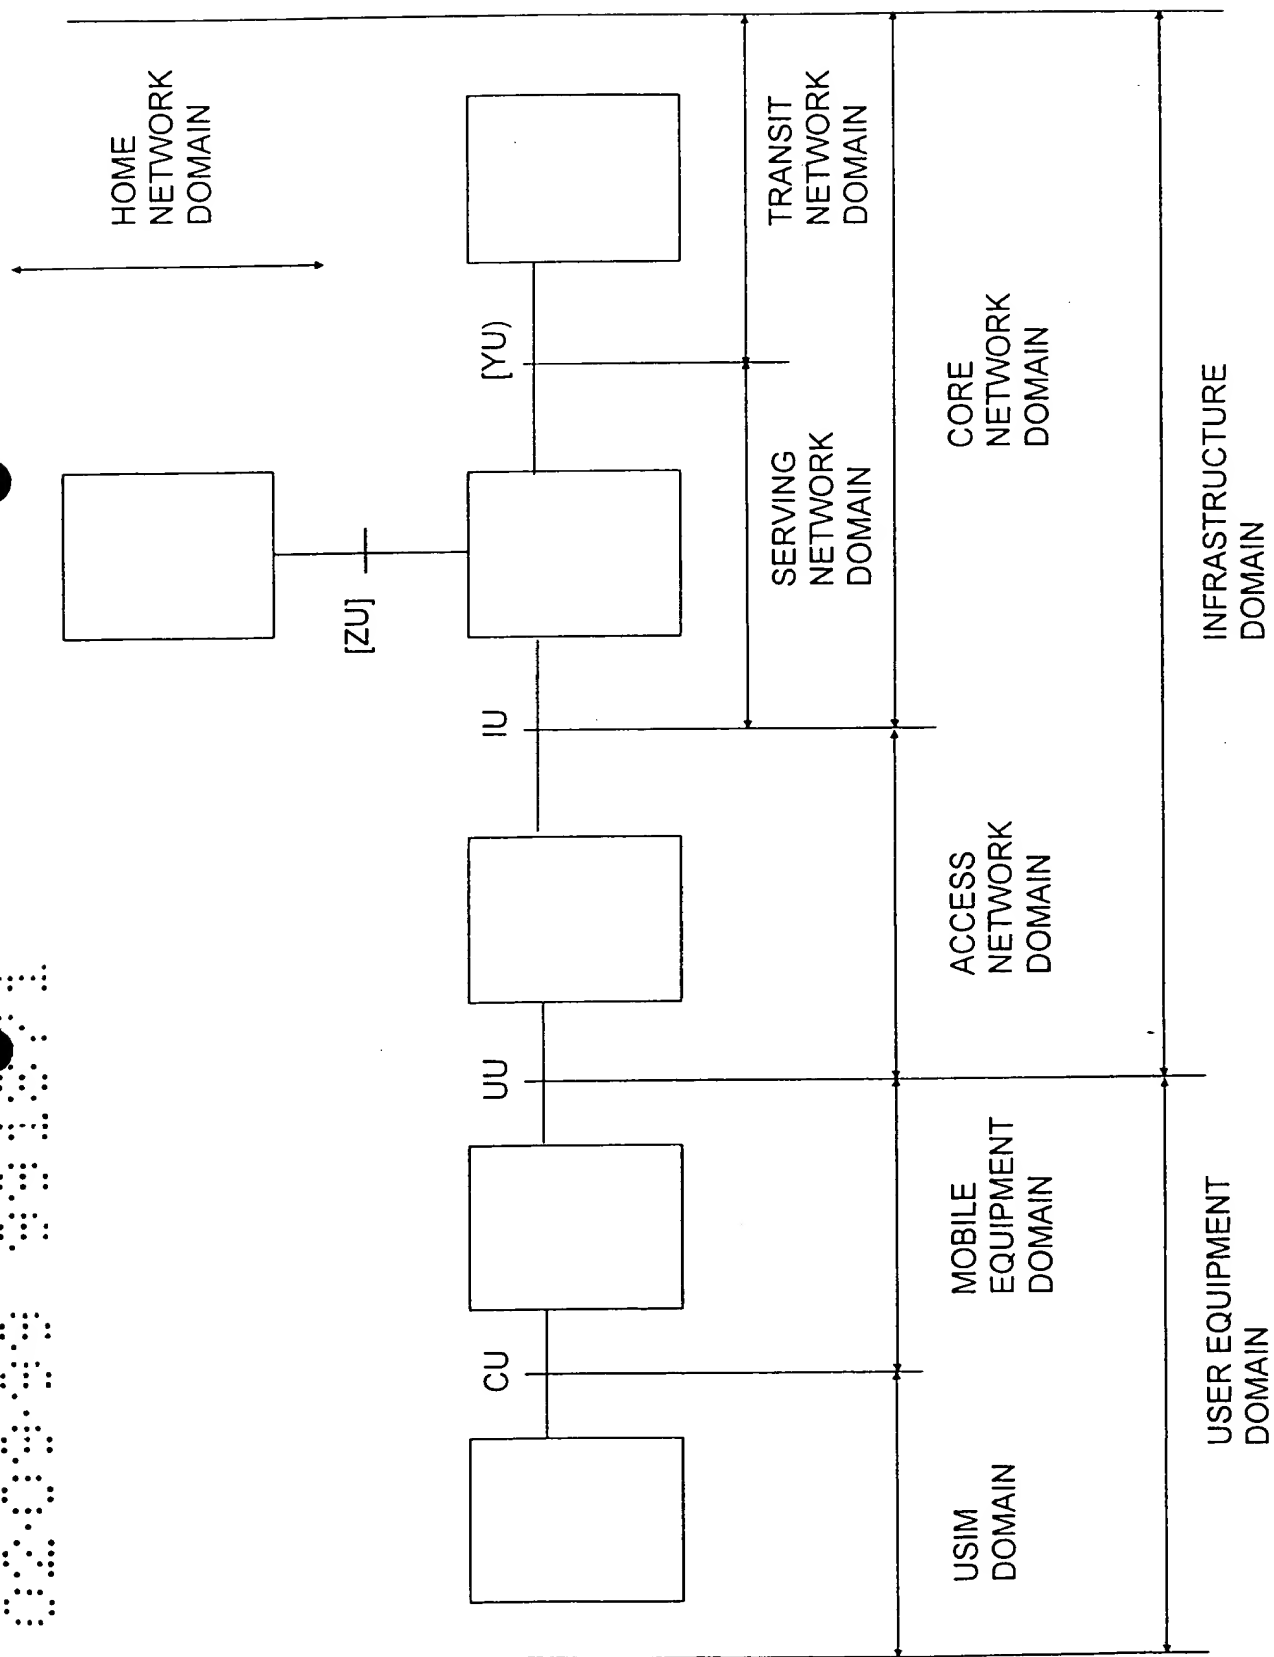 HOME
NETWORK
DOMAIN
[ZU]
CU
UU
IU
[YU)
SERVING
NETWORK
DOMAIN
TRANSIT
NETWORK
DOMAIN
USIM
DOMAIN
MOBILE
EQUIPMENT
DOMAIN
ACCESS
NETWORK
DOMAIN
CORE
NETWORK
DOMAIN
USER EQUIPMENT
DOMAIN
INFRASTRUCTURE
DOMAIN